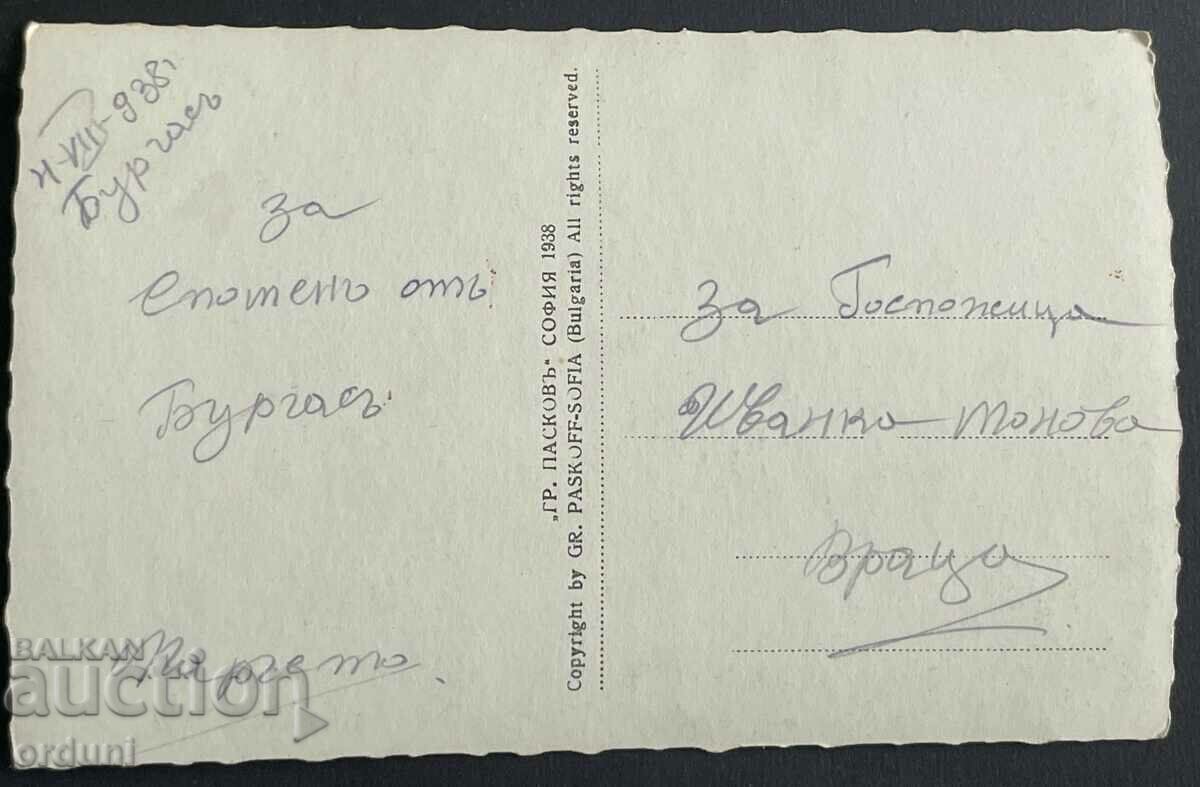 4-VIII-938г
Бургасъ
за
Спомень отъ
Бургасъ
„ГР. ПАСКОВЪ“ СОФИЯ 1938
Copyright by GR. PASKOFF-SOFIA (Bulgaria) All rights reserved.
За Госпожица
Иванка Тонова
Враца
BALKAN
auction
orduni